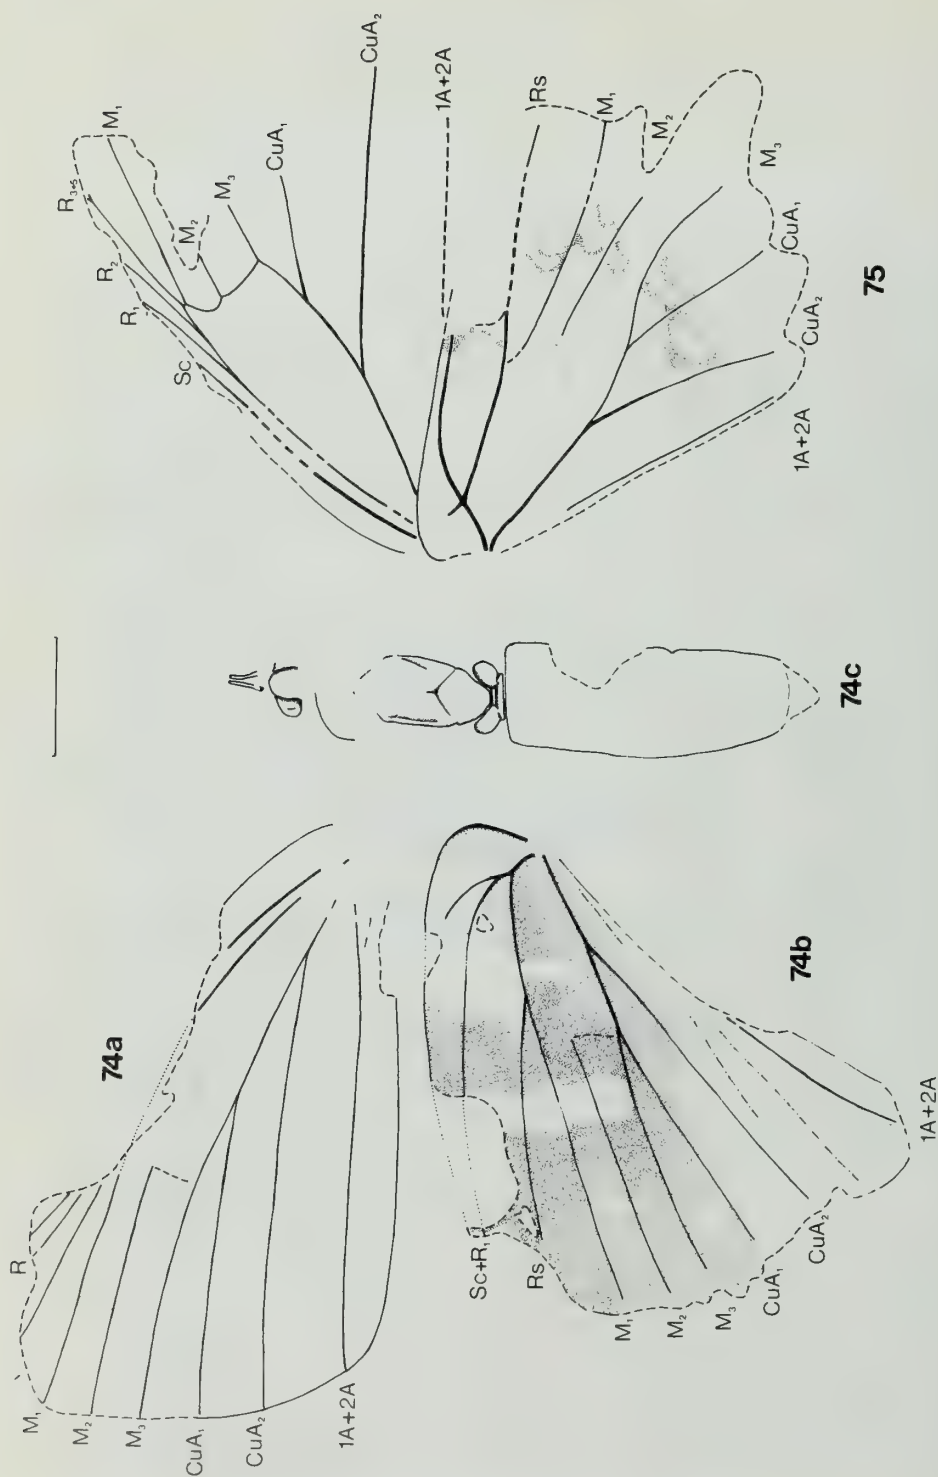 74a
R
M₁
M₂
M₃
CuA₁
CuA₂
1A+2A
74b
Sc+R₁
Rs
M₁
M₂
M₃
CuA₁
CuA₂
1A+2A
74c
75
Sc
R₁
R₂
R₃₊₅
M₁
M₂
M₃
CuA₁
CuA₂
1A+2A
Rs
M₁
M₂
M₃
CuA₁
CuA₂
1A+2A